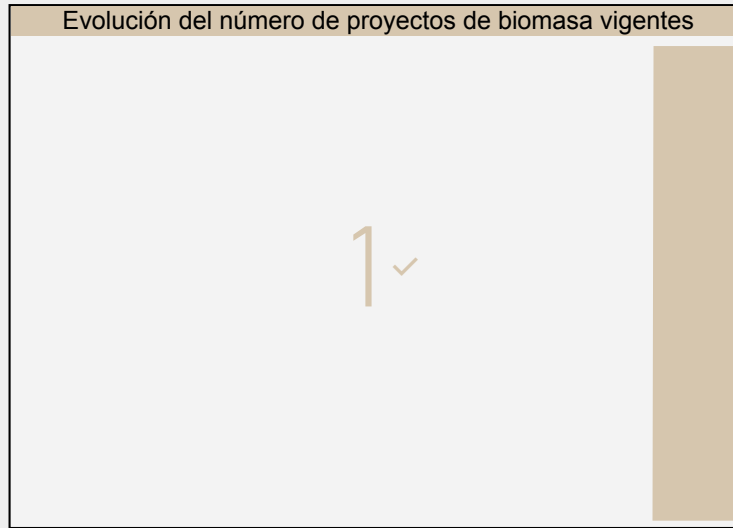 Evolución del número de proyectos de biomasa vigentes
1✓